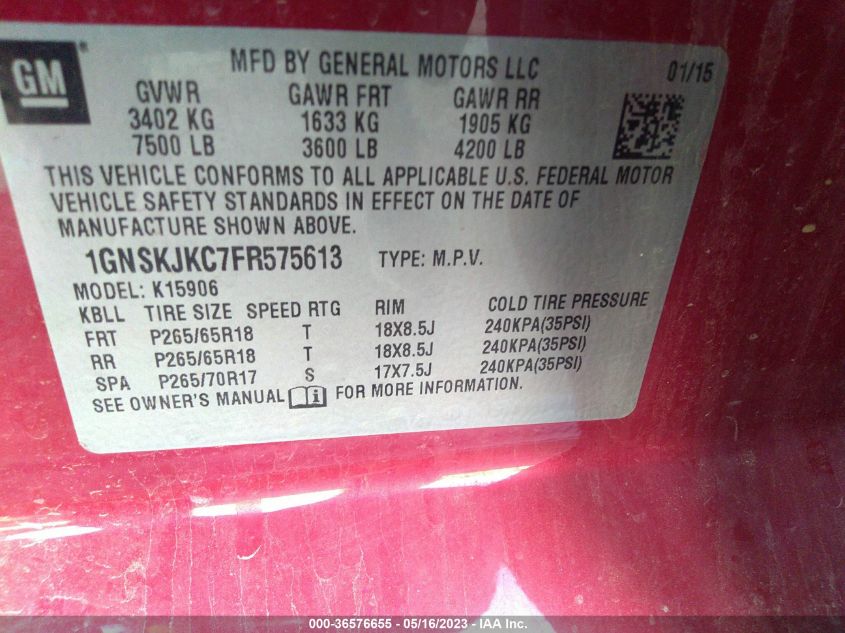 GM®
MFD BY GENERAL MOTORS LLC 01/15
GVWR GAWR FRT GAWR RR
3402 KG 1633 KG 1905 KG
7500 LB 3600 LB 4200 LB
THIS VEHICLE CONFORMS TO ALL APPLICABLE U.S. FEDERAL MOTOR
VEHICLE SAFETY STANDARDS IN EFFECT ON THE DATE OF
MANUFACTURE SHOWN ABOVE.
1GNSKJKC7FR575613 TYPE: M.P.V.
MODEL: K15906
KBLL TIRE SIZE SPEED RTG RIM COLD TIRE PRESSURE
FRT P265/65R18 T 18X8.5J 240KPA(35PSI)
RR P265/65R18 T 18X8.5J 240KPA(35PSI)
SPA P265/70R17 S 17X7.5J 240KPA(35PSI)
SEE OWNER'S MANUAL i FOR MORE INFORMATION.
000-36576655 - 05/16/2023 - IAA Inc.